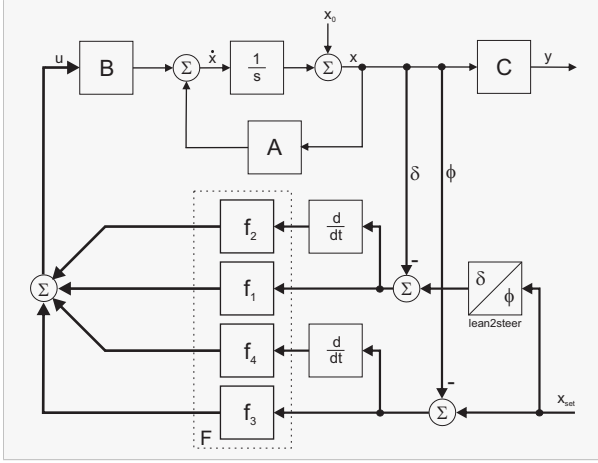 x₀
u
B
Σ
ẋ
1
s
Σ
x
C
y
A
δ
ϕ
f₂
d
dt
Σ
f₁
-
Σ
δ
ϕ
lean2steer
f₄
d
dt
-
f₃
Σ
x_set
F